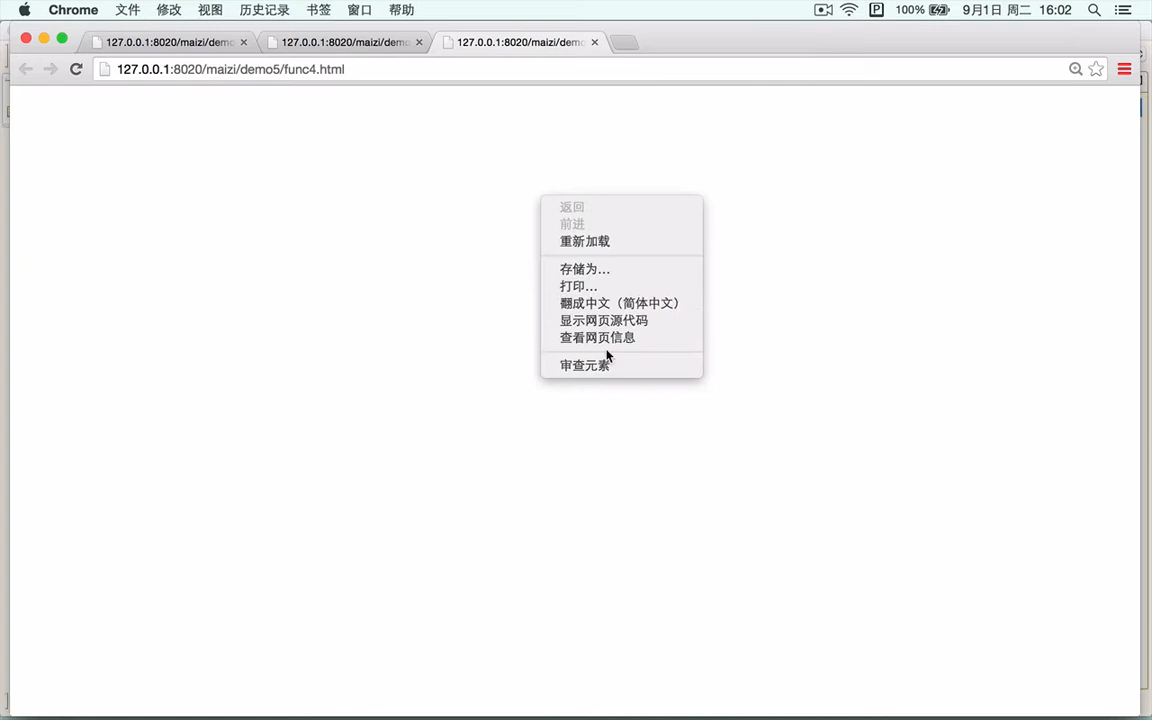 Chrome 文件 修改 视图 历史记录 书签 窗口 帮助 100% 9月1日 周二 16:02
127.0.0.1:8020/maizi/demo 127.0.0.1:8020/maizi/demo 127.0.0.1:8020/maizi/demo
127.0.0.1:8020/maizi/demo5/func4.html
返回
前进
重新加载
存储为...
打印...
翻成中文（简体中文）
显示网页源代码
查看网页信息
审查元素